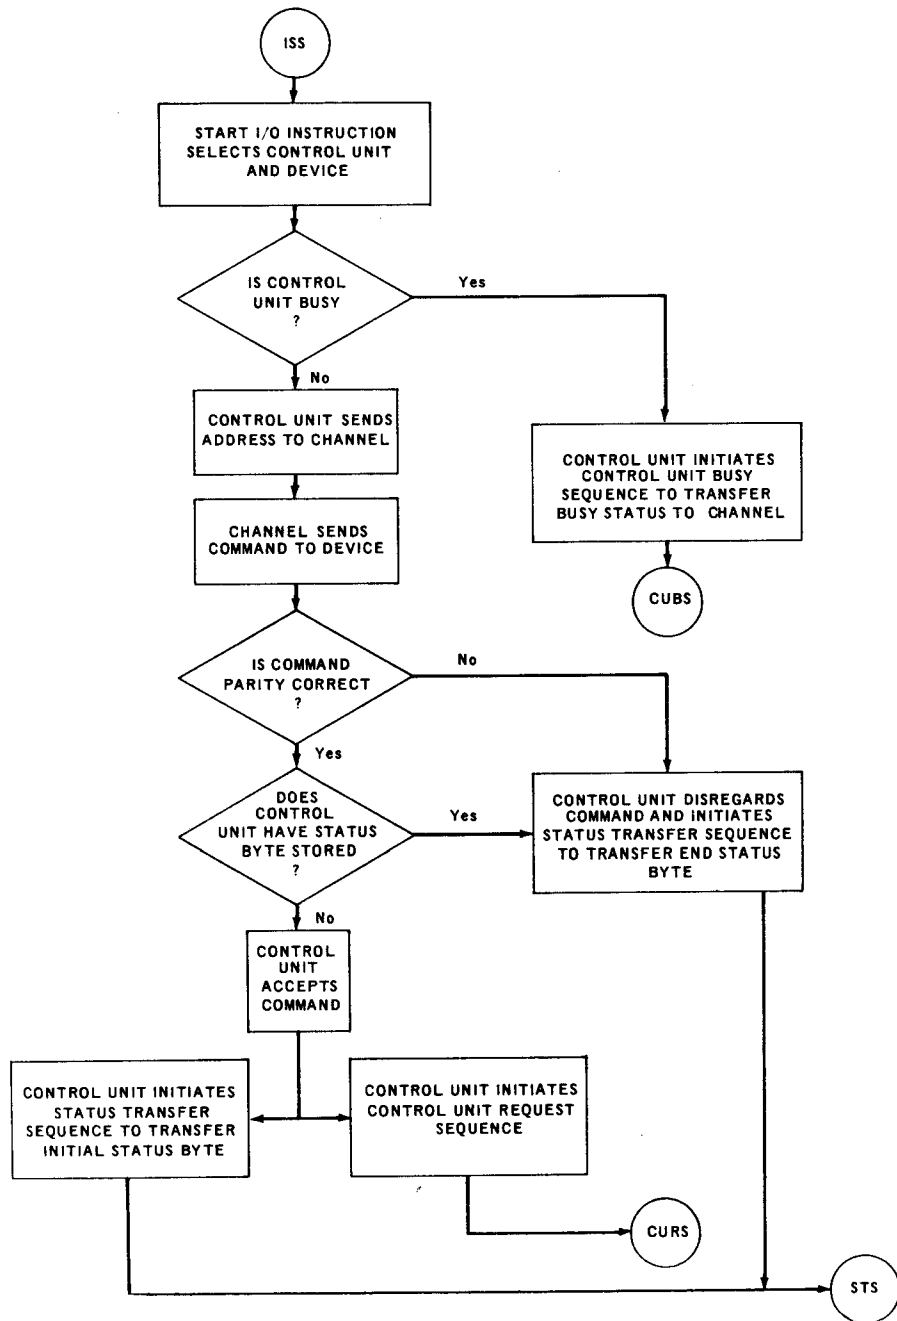 ISS
START I/O INSTRUCTION
SELECTS CONTROL UNIT
AND DEVICE
IS CONTROL
UNIT BUSY
?
Yes
No
CONTROL UNIT SENDS
ADDRESS TO CHANNEL
CONTROL UNIT INITIATES
CONTROL UNIT BUSY
SEQUENCE TO TRANSFER
BUSY STATUS TO CHANNEL
CHANNEL SENDS
COMMAND TO DEVICE
CUBS
IS COMMAND
PARITY CORRECT
?
No
Yes
DOES
CONTROL
UNIT HAVE STATUS
BYTE STORED
?
Yes
No
CONTROL UNIT DISREGARDS
COMMAND AND INITIATES
STATUS TRANSFER SEQUENCE
TO TRANSFER END STATUS
BYTE
CONTROL
UNIT
ACCEPTS
COMMAND
CONTROL UNIT INITIATES
STATUS TRANSFER
SEQUENCE TO TRANSFER
INITIAL STATUS BYTE
CONTROL UNIT INITIATES
CONTROL UNIT REQUEST
SEQUENCE
CURS
STS